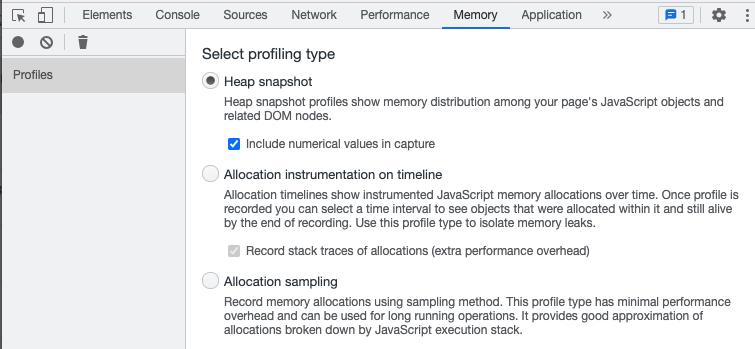 Elements Console Sources Network Performance Memory Application » 1
Profiles
Select profiling type
Heap snapshot
Heap snapshot profiles show memory distribution among your page's JavaScript objects and
related DOM nodes.
Include numerical values in capture
Allocation instrumentation on timeline
Allocation timelines show instrumented JavaScript memory allocations over time. Once profile is
recorded you can select a time interval to see objects that were allocated within it and still alive
by the end of recording. Use this profile type to isolate memory leaks.
Record stack traces of allocations (extra performance overhead)
Allocation sampling
Record memory allocations using sampling method. This profile type has minimal performance
overhead and can be used for long running operations. It provides good approximation of
allocations broken down by JavaScript execution stack.